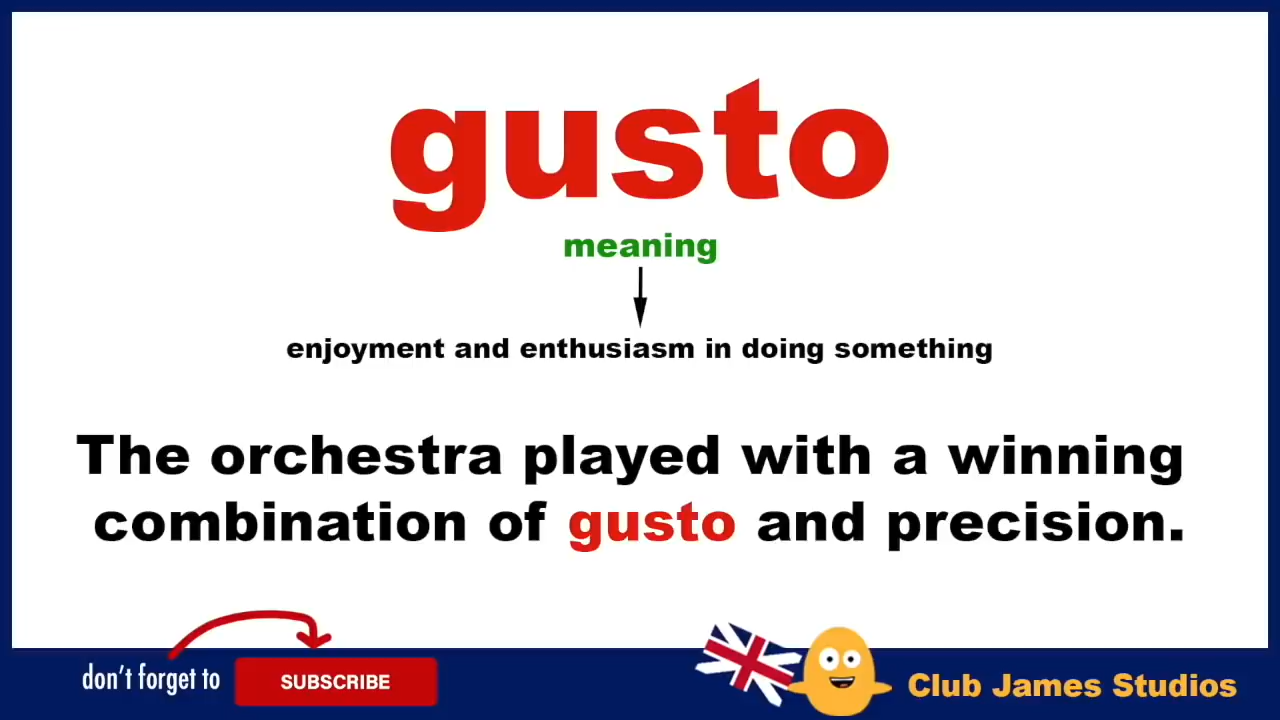 gusto
meaning
enjoyment and enthusiasm in doing something
The orchestra played with a winning
combination of gusto and precision.
don't forget to SUBSCRIBE
Club James Studios